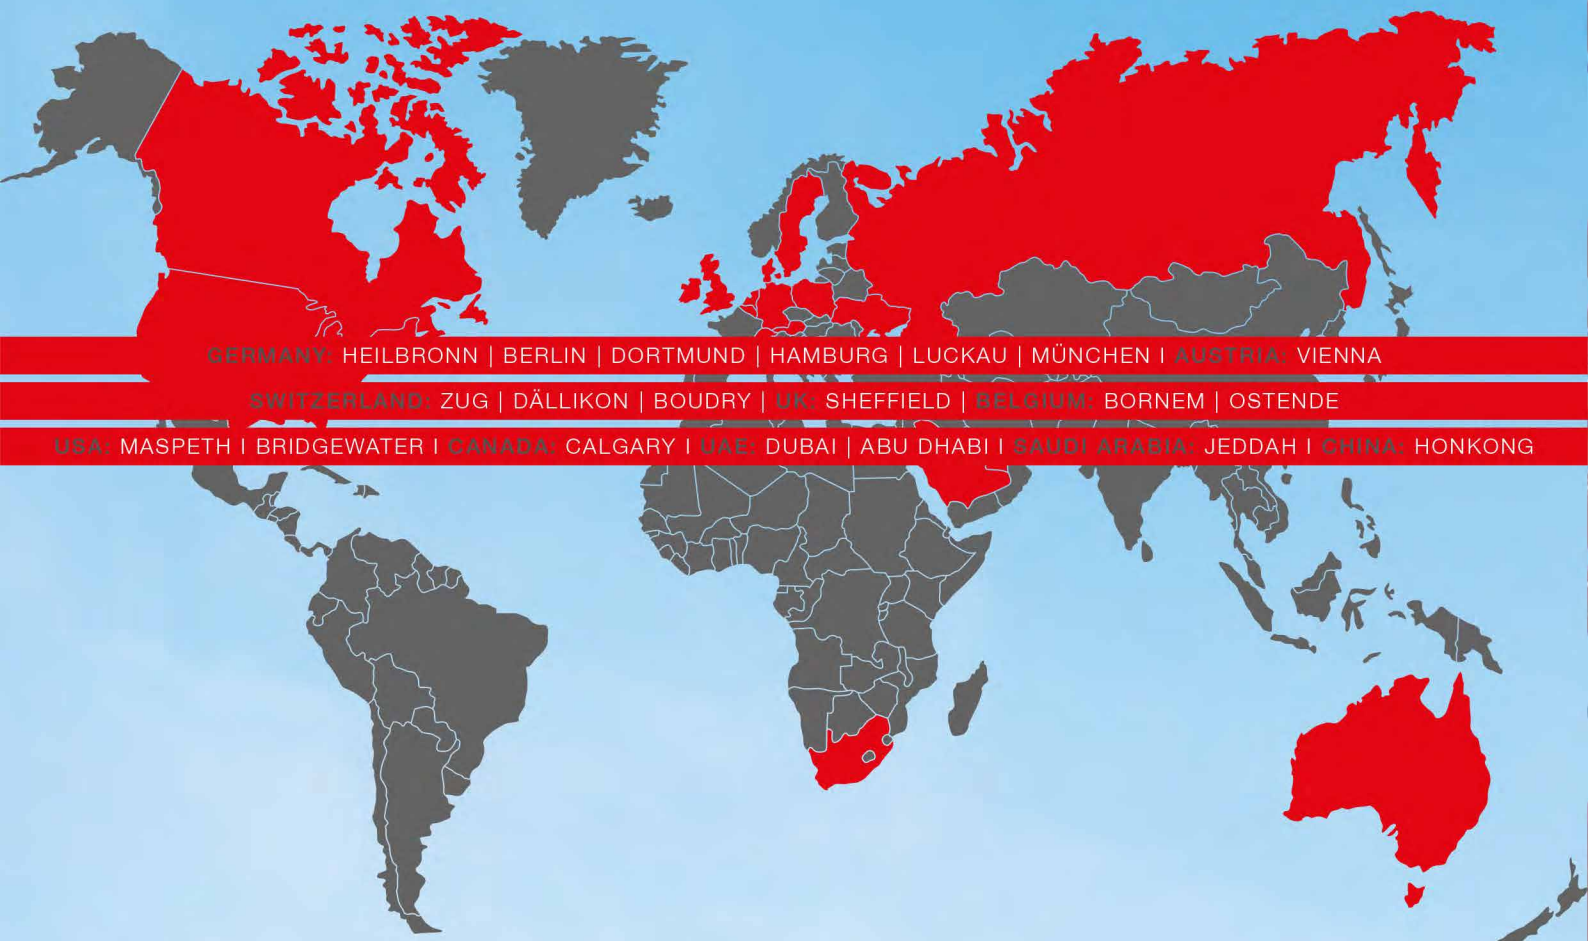 GERMANY: HEILBRONN | BERLIN | DORTMUND | HAMBURG | LUCKAU | MÜNCHEN I AUSTRIA: VIENNA
SWITZERLAND: ZUG | DÄLLIKON | BOUDRY | UK: SHEFFIELD | BELGIUM: BORNEM | OSTENDE
USA: MASPETH I BRIDGEWATER I CANADA: CALGARY I UAE: DUBAI | ABU DHABI I SAUDI ARABIA: JEDDAH I CHINA: HONKONG